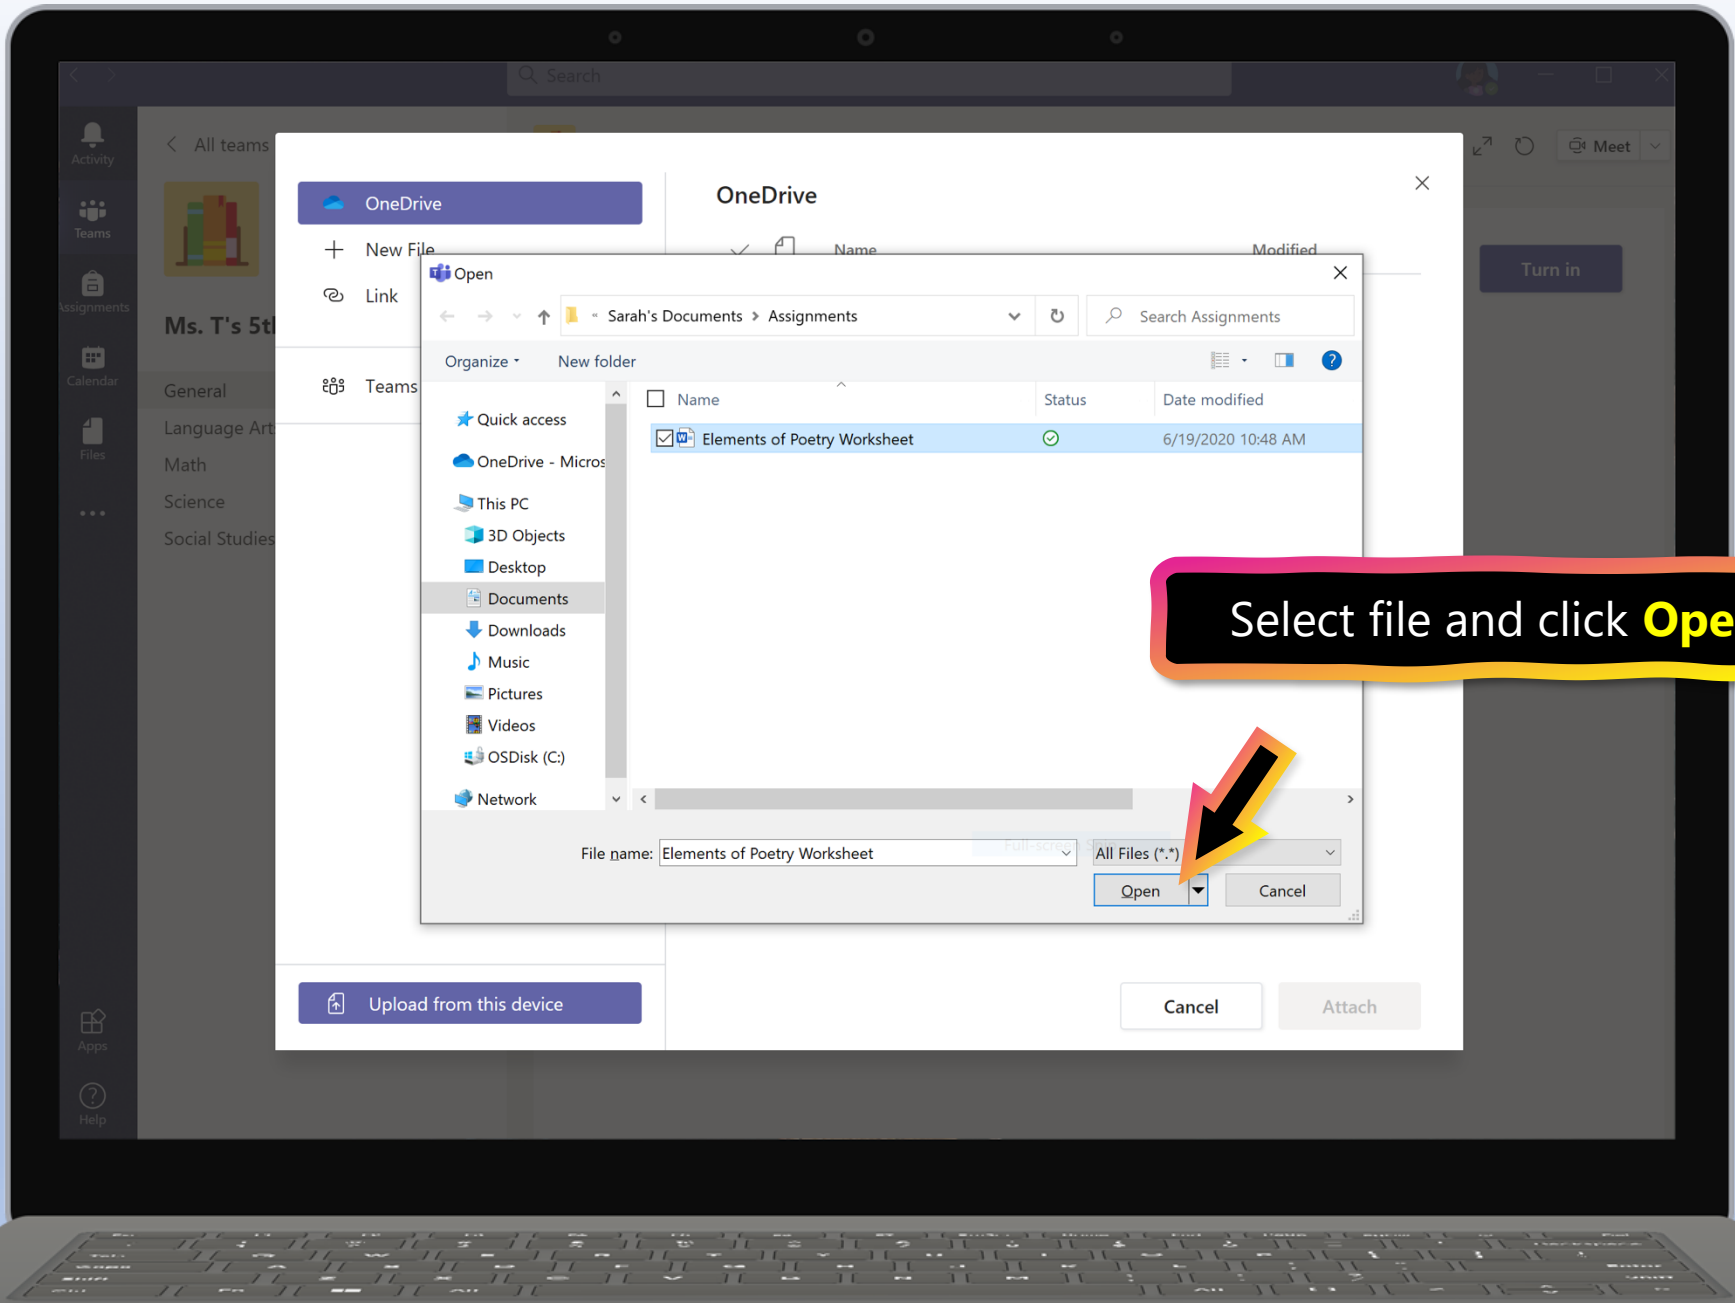 Search
Activity
All teams
Meet
OneDrive
OneDrive
Teams
New File
Name
Modified
Turn in
Open
Link
Assignments
Sarah's Documents > Assignments
Search Assignments
Ms. T's 5t
Organize
New folder
Calendar
General
Teams
Name
Status
Date modified
Quick access
Language Art
Elements of Poetry Worksheet
6/19/2020 10:48 AM
Files
Math
OneDrive - Micros
Science
This PC
Social Studies
3D Objects
Desktop
Documents
Select file and click Ope
Downloads
Music
Pictures
Videos
OSDisk (C:)
Network
File name: Elements of Poetry Worksheet
All Files (*.*)
Open
Cancel
Upload from this device
Cancel
Attach
Apps
Help